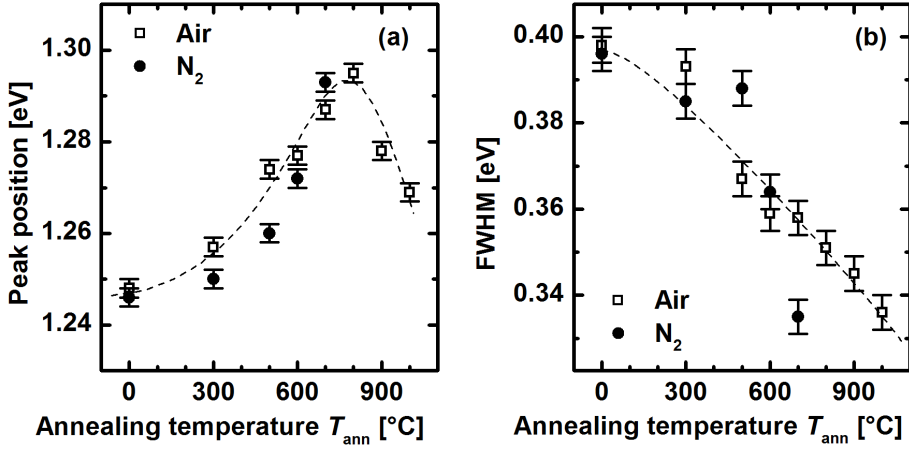 (a)
Air
N2
1.30
1.28
1.26
1.24
Peak position [eV]
0 300 600 900
Annealing temperature Tann [°C]
(b)
0.40
0.38
0.36
0.34
FWHM [eV]
Air
N2
0 300 600 900
Annealing temperature Tann [°C]